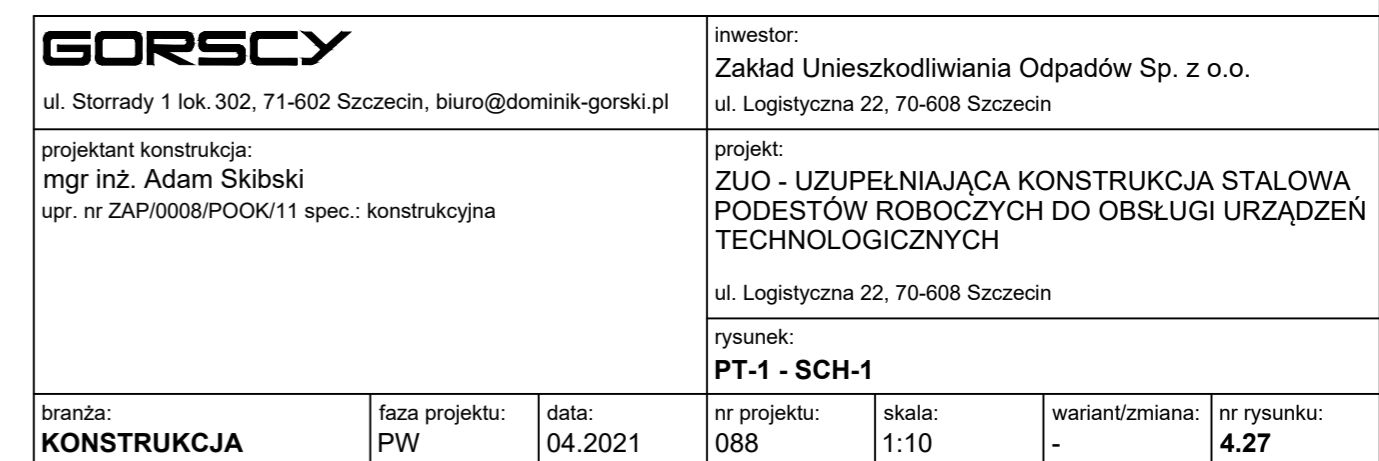 GORSCY
ul. Storrady 1 lok. 302, 71-602 Szczecin, biuro@dominik-gorski.pl
inwestor:
Zakład Unieszkodliwiania Odpadów Sp. z o.o.
ul. Logistyczna 22, 70-608 Szczecin
projektant konstrukcja:
mgr inż. Adam Skibski
upr. nr ZAP/0008/POOK/11 spec.: konstrukcyjna
projekt:
ZUO - UZUPEŁNIAJĄCA KONSTRUKCJA STALOWA
PODESTÓW ROBOCZYCH DO OBSŁUGI URZĄDZEŃ
TECHNOLOGICZNYCH
ul. Logistyczna 22, 70-608 Szczecin
rysunek:
PT-1 - SCH-1
branża:
KONSTRUKCJA
faza projektu:
PW
data:
04.2021
nr projektu:
088
skala:
1:10
wariant/zmiana:
-
nr rysunku:
4.27